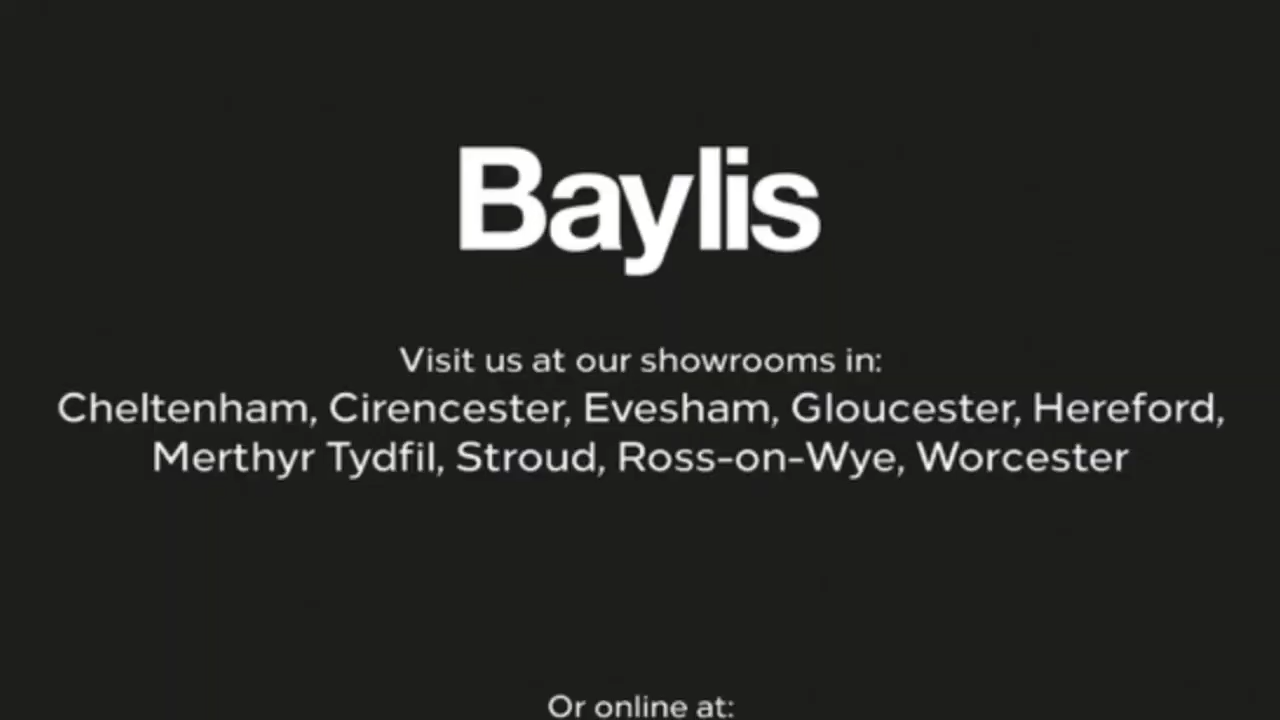 Baylis
Visit us at our showrooms in:
Cheltenham, Cirencester, Evesham, Gloucester, Hereford,
Merthyr Tydfil, Stroud, Ross-on-Wye, Worcester
Or online at: